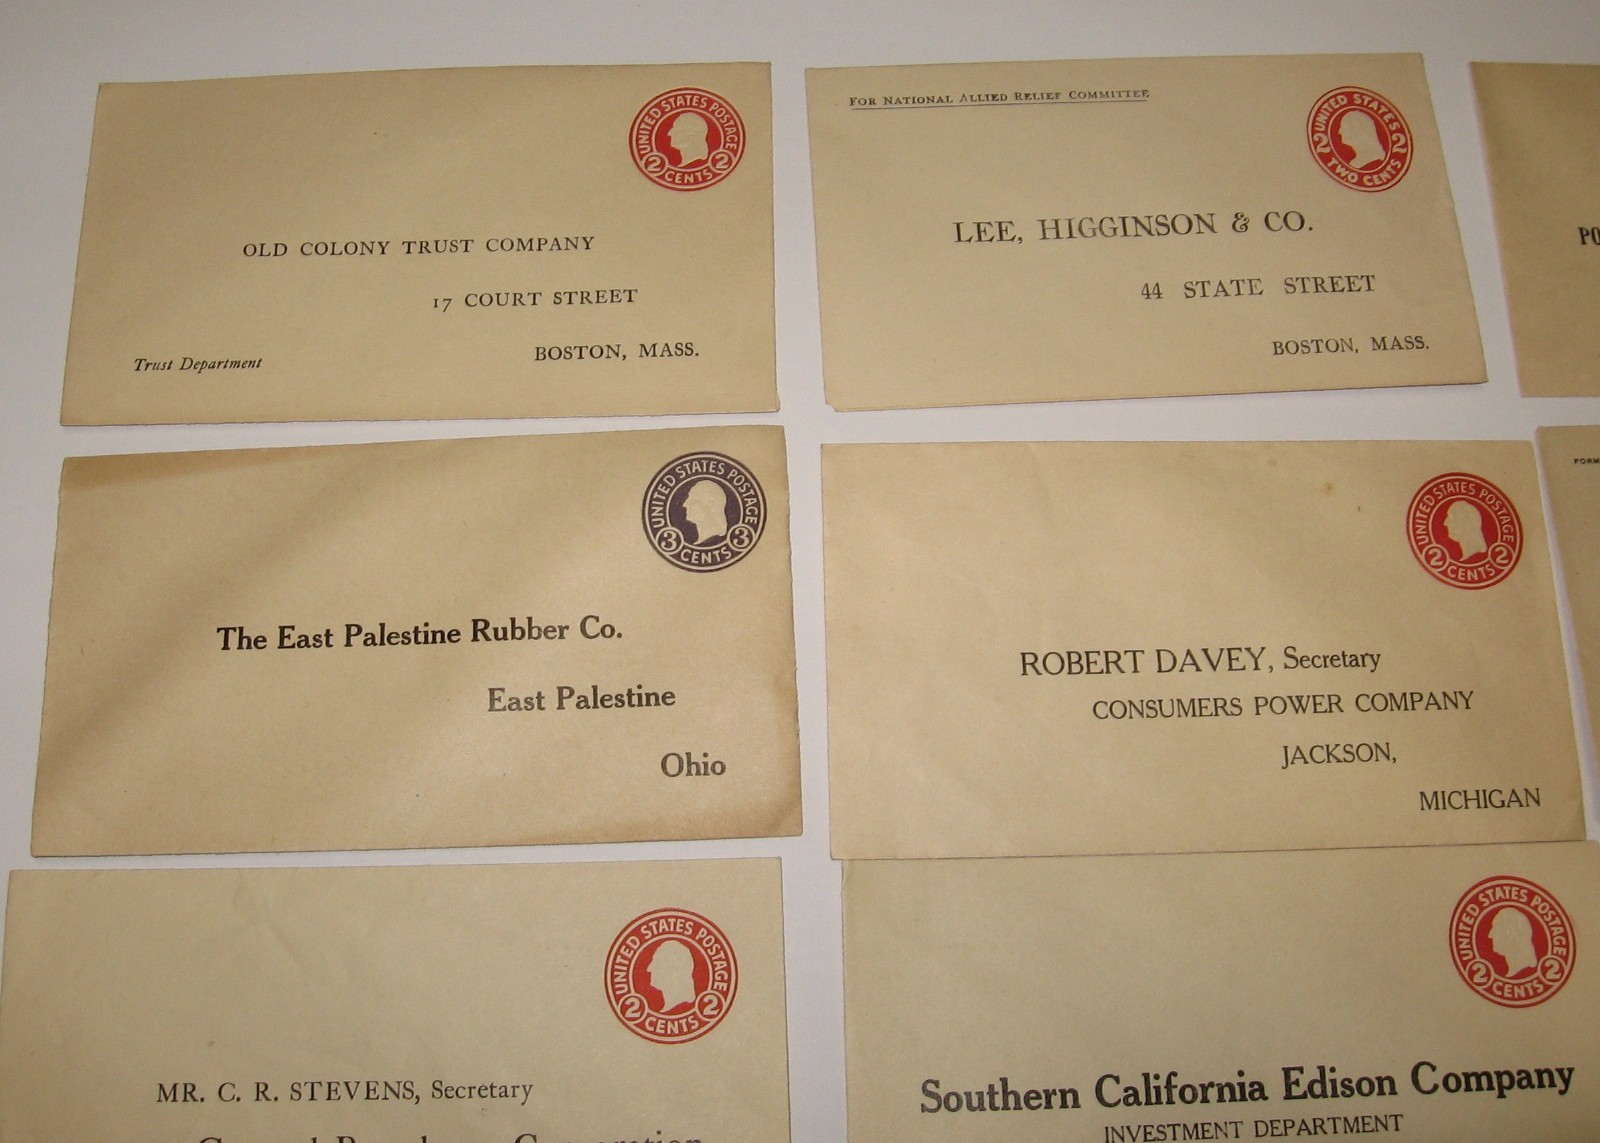 UNITED STATES POSTAGE
2 CENTS 2
OLD COLONY TRUST COMPANY
17 COURT STREET
BOSTON, MASS.
Trust Department
FOR NATIONAL ALLIED RELIEF COMMITTEE
UNITED STATES
2 2
TWO CENTS
LEE, HIGGINSON & CO.
44 STATE STREET
BOSTON, MASS.
PO
UNITED STATES POSTAGE
3 CENTS 3
The East Palestine Rubber Co.
East Palestine
Ohio
UNITED STATES POSTAGE
2 CENTS 2
ROBERT DAVEY, Secretary
CONSUMERS POWER COMPANY
JACKSON,
MICHIGAN
FORM
UNITED STATES POSTAGE
2 CENTS 2
MR. C. R. STEVENS, Secretary
UNITED STATES POSTAGE
2 CENTS 2
Southern California Edison Company
INVESTMENT DEPARTMENT